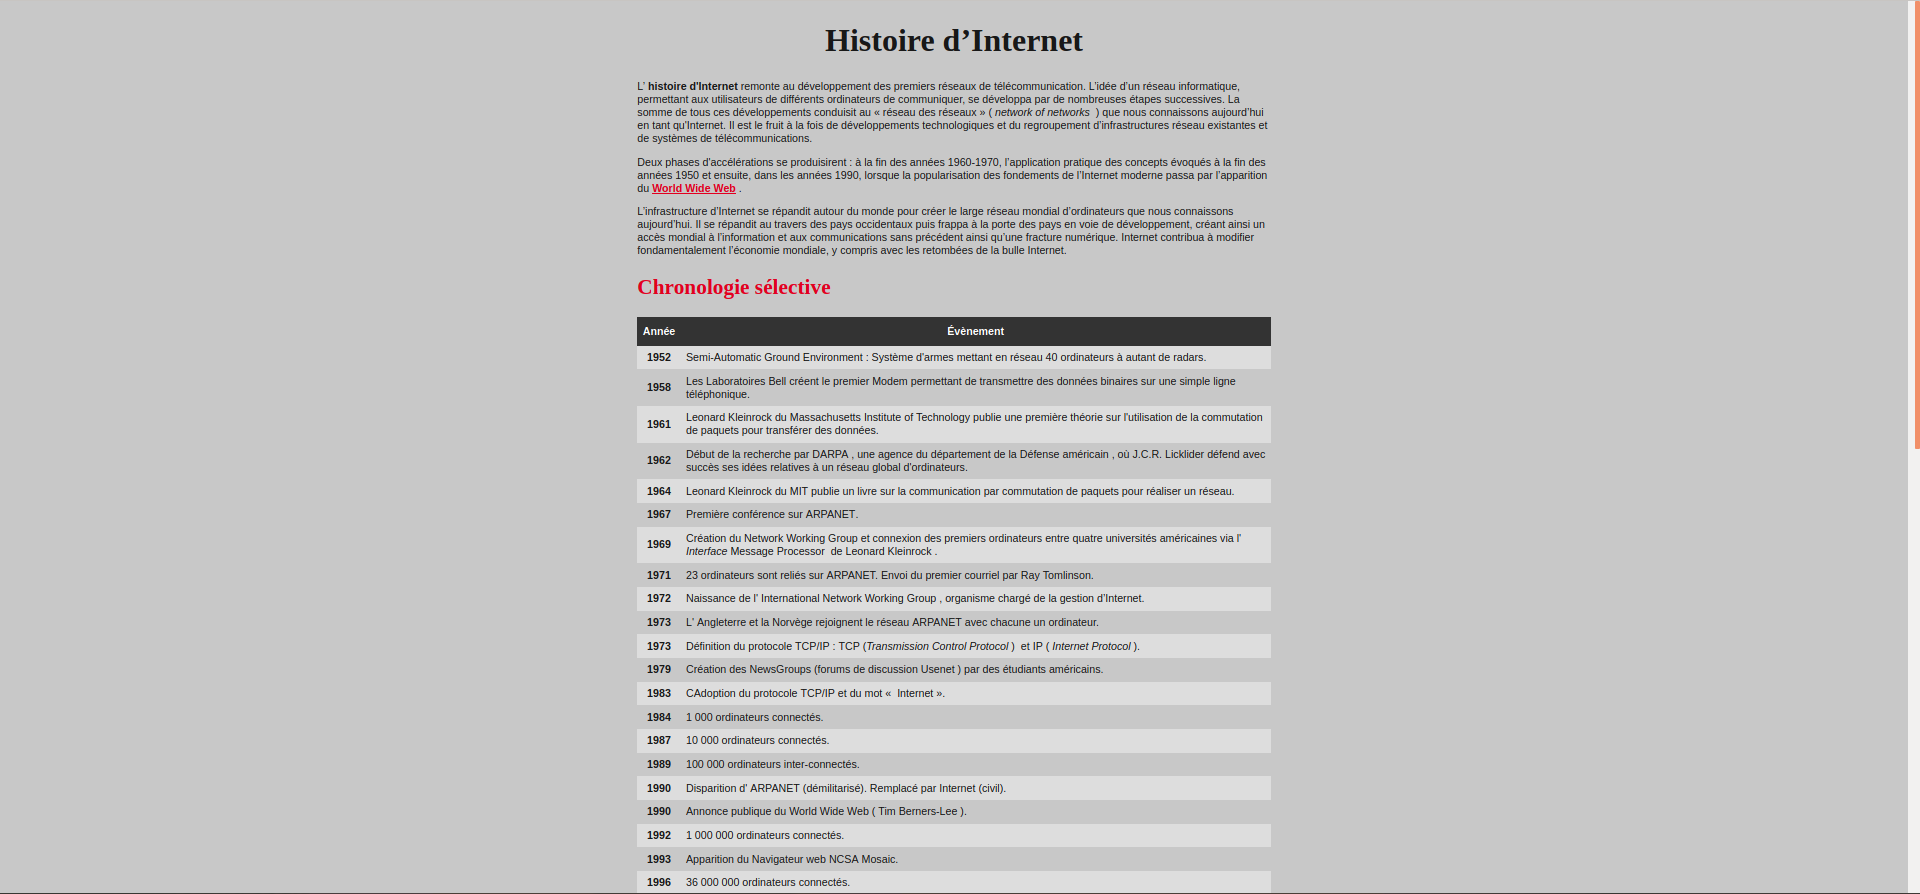 Histoire d’Internet
L' histoire d'Internet remonte au développement des premiers réseaux de télécommunication. L’idée d’un réseau informatique,
permettant aux utilisateurs de différents ordinateurs de communiquer, se développa par de nombreuses étapes successives. La
somme de tous ces développements conduisit au « réseau des réseaux » ( network of networks ) que nous connaissons aujourd’hui
en tant qu'Internet. Il est le fruit à la fois de développements technologiques et du regroupement d’infrastructures réseau existantes et
de systèmes de télécommunications.
Deux phases d'accélérations se produisirent : à la fin des années 1960-1970, l’application pratique des concepts évoqués à la fin des
années 1950 et ensuite, dans les années 1990, lorsque la popularisation des fondements de l’Internet moderne passa par l’apparition
du World Wide Web .
L’infrastructure d’Internet se répandit autour du monde pour créer le large réseau mondial d’ordinateurs que nous connaissons
aujourd’hui. Il se répandit au travers des pays occidentaux puis frappa à la porte des pays en voie de développement, créant ainsi un
accès mondial à l’information et aux communications sans précédent ainsi qu’une fracture numérique. Internet contribua à modifier
fondamentalement l’économie mondiale, y compris avec les retombées de la bulle Internet.
Chronologie sélective
Année Évènement
1952 Semi-Automatic Ground Environment : Système d'armes mettant en réseau 40 ordinateurs à autant de radars.
1958 Les Laboratoires Bell créent le premier Modem permettant de transmettre des données binaires sur une simple ligne
téléphonique.
1961 Leonard Kleinrock du Massachusetts Institute of Technology publie une première théorie sur l'utilisation de la commutation
de paquets pour transférer des données.
1962 Début de la recherche par DARPA , une agence du département de la Défense américain , où J.C.R. Licklider défend avec
succès ses idées relatives à un réseau global d'ordinateurs.
1964 Leonard Kleinrock du MIT publie un livre sur la communication par commutation de paquets pour réaliser un réseau.
1967 Première conférence sur ARPANET.
1969 Création du Network Working Group et connexion des premiers ordinateurs entre quatre universités américaines via l'
Interface Message Processor de Leonard Kleinrock .
1971 23 ordinateurs sont reliés sur ARPANET. Envoi du premier courriel par Ray Tomlinson.
1972 Naissance de l' International Network Working Group , organisme chargé de la gestion d’Internet.
1973 L' Angleterre et la Norvège rejoignent le réseau ARPANET avec chacune un ordinateur.
1973 Définition du protocole TCP/IP : TCP (Transmission Control Protocol ) et IP ( Internet Protocol ).
1979 Création des NewsGroups (forums de discussion Usenet ) par des étudiants américains.
1983 CAdoption du protocole TCP/IP et du mot « Internet ».
1984 1 000 ordinateurs connectés.
1987 10 000 ordinateurs connectés.
1989 100 000 ordinateurs inter-connectés.
1990 Disparition d' ARPANET (démilitarisé). Remplacé par Internet (civil).
1990 Annonce publique du World Wide Web ( Tim Berners-Lee ).
1992 1 000 000 ordinateurs connectés.
1993 Apparition du Navigateur web NCSA Mosaic.
1996 36 000 000 ordinateurs connectés.